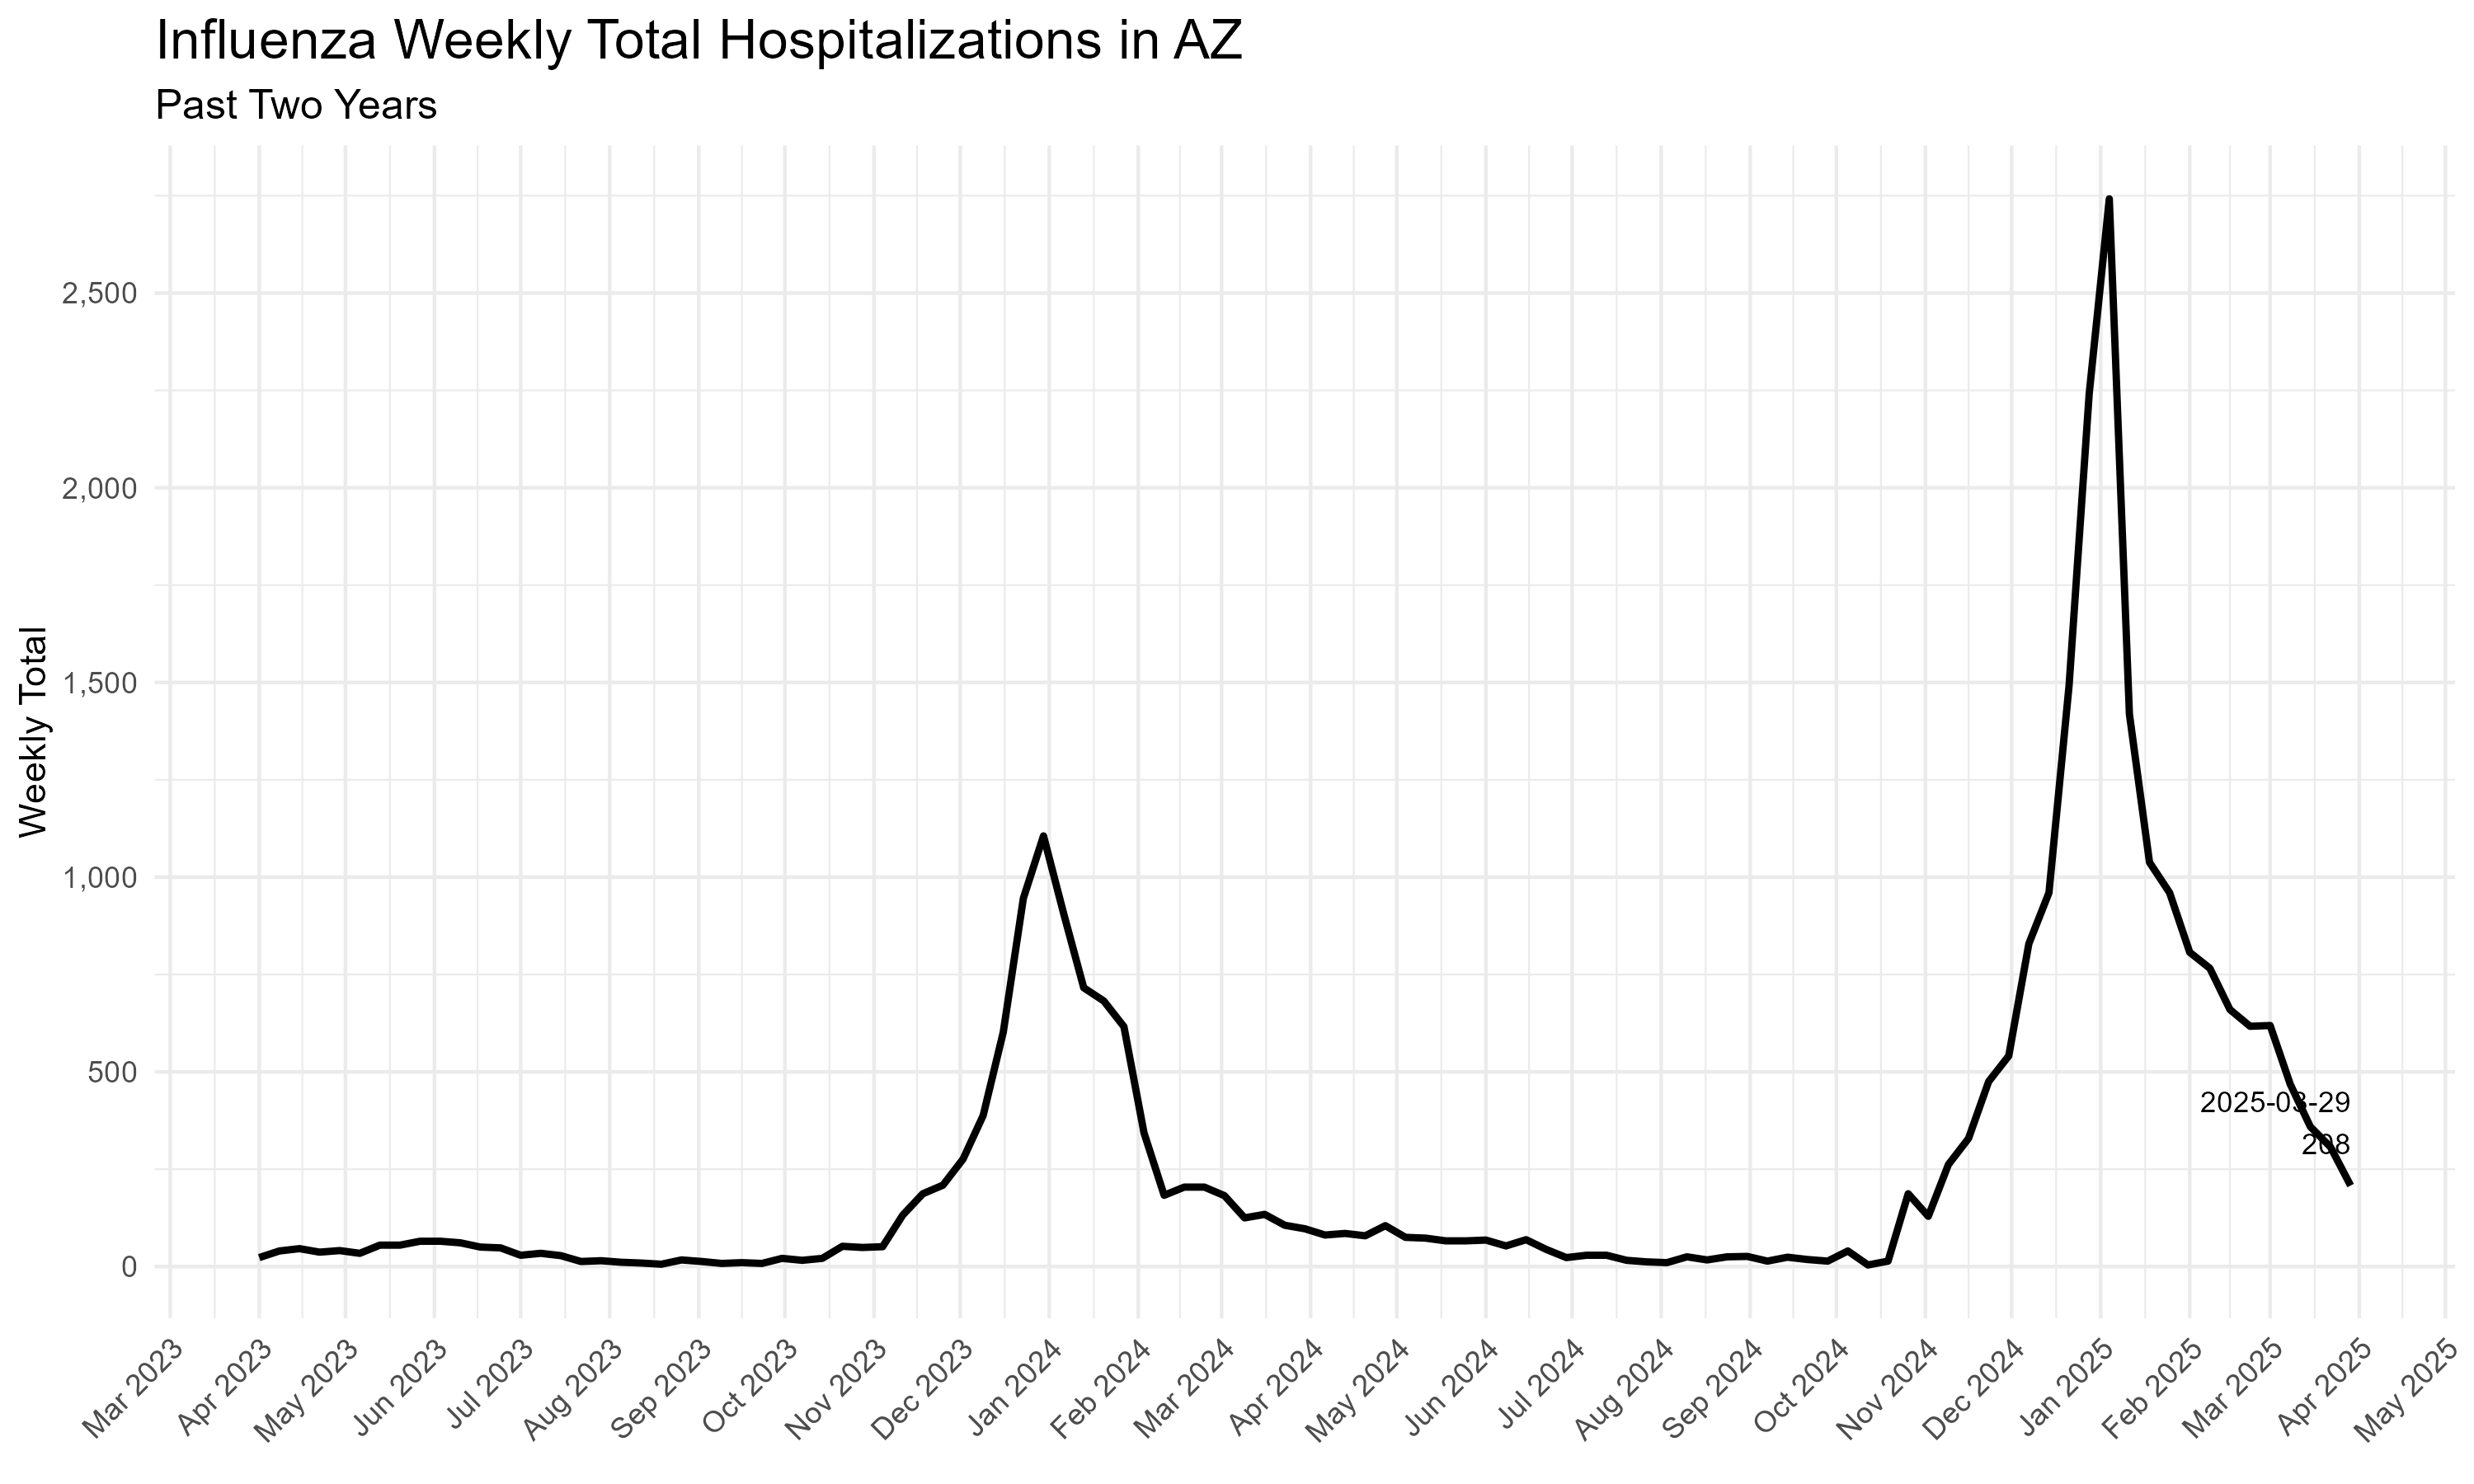 Influenza Weekly Total Hospitalizations in AZ
Past Two Years
Weekly Total
2,500
2,000
1,500
1,000
500
0
2025-03-29
208
Mar 2023
Apr 2023
May 2023
Jun 2023
Jul 2023
Aug 2023
Sep 2023
Oct 2023
Nov 2023
Dec 2023
Jan 2024
Feb 2024
Mar 2024
Apr 2024
May 2024
Jun 2024
Jul 2024
Aug 2024
Sep 2024
Oct 2024
Nov 2024
Dec 2024
Jan 2025
Feb 2025
Mar 2025
Apr 2025
May 2025